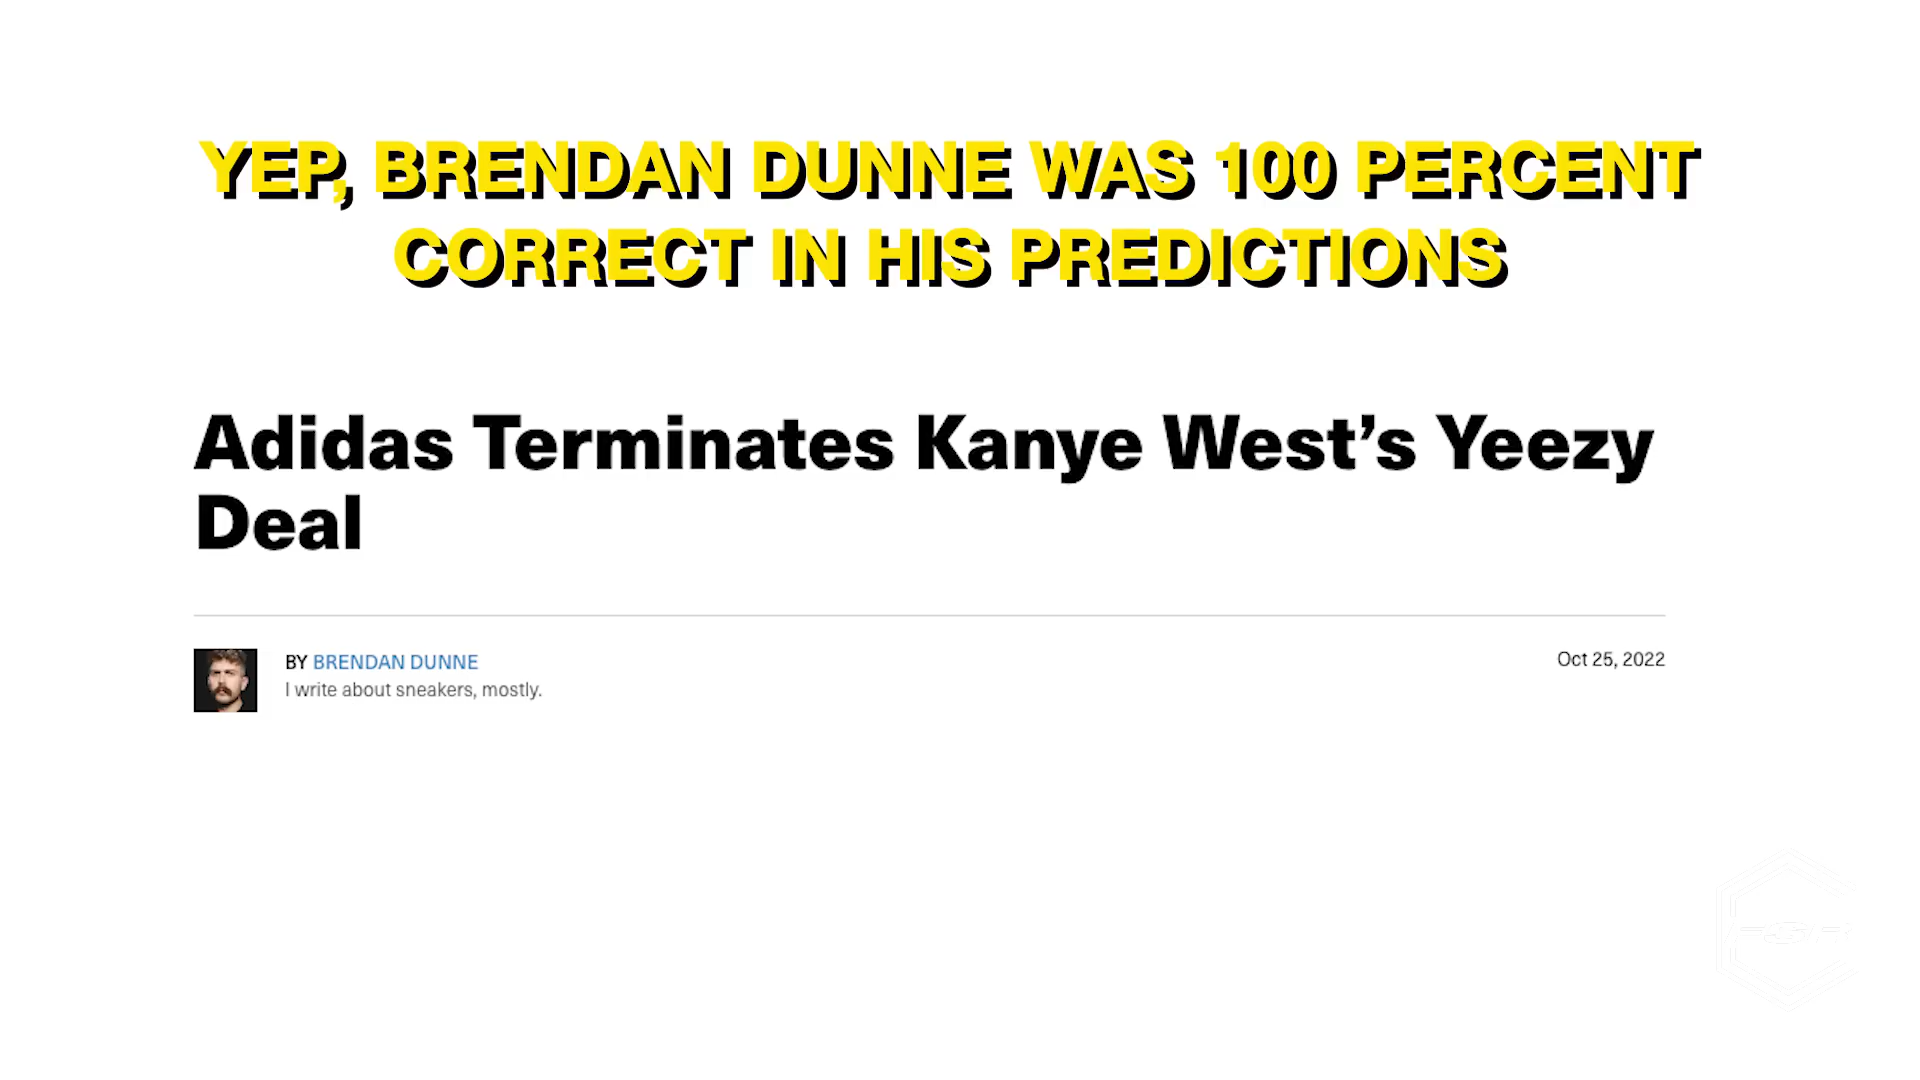 YEP, BRENDAN DUNNE WAS 100 PERCENT
CORRECT IN HIS PREDICTIONS
Adidas Terminates Kanye West’s Yeezy
Deal
BY BRENDAN DUNNE
Oct 25, 2022
I write about sneakers, mostly.